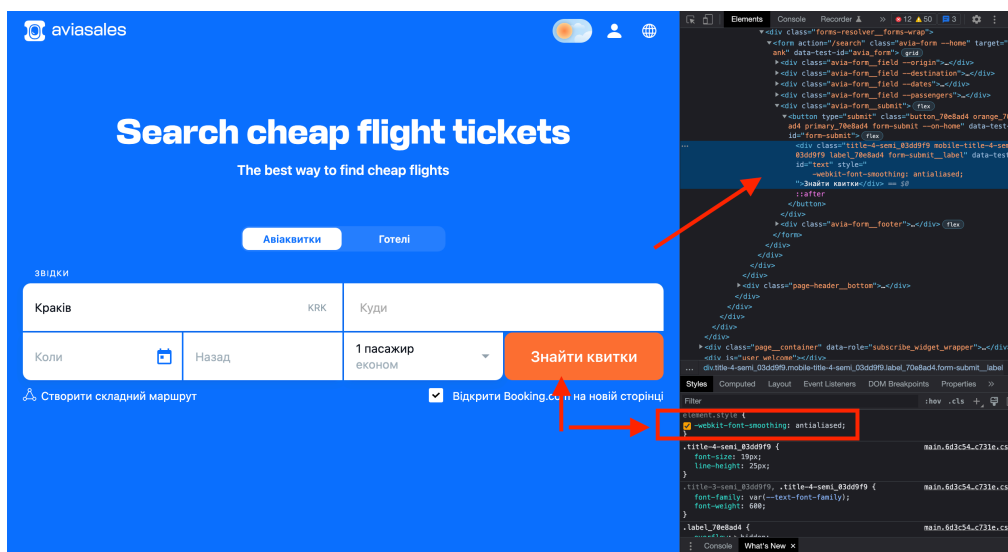 aviasales
Search cheap flight tickets
The best way to find cheap flights
Авіаквитки
Готелі
ЗВІДКИ
Краків
KRK
Куди
Коли
Назад
1 пасажир
економ
Знайти квитки
Створити складний маршрут
Відкрити Booking.com на новій сторінці
Elements Console Recorder » 12 50 3
▼<div class="forms-resolver__forms-wrap">
▼<form action="/search" class="avia-form --home" target="
ank" data-test-id="avia_form"> grid
▶<div class="avia-form__field --origin">…</div>
▶<div class="avia-form__field --destination">…</div>
▶<div class="avia-form__field --dates">…</div>
▶<div class="avia-form__field --passengers">…</div>
▼<div class="avia-form__submit"> flex
▼<button type="submit" class="button_70e8ad4 orange_70
ad4 primary_70e8ad4 form-submit --on-home" data-test-
id="form-submit"> flex
… <div class="title-4-semi_03dd9f9 mobile-title-4-sem
03dd9f9 label_70e8ad4 form-submit__label" data-test
id="text" style="
-webkit-font-smoothing: antialiased;
">Знайти квитки</div> == $0
::after
</button>
</div>
▶<div class="avia-form__footer">…</div> flex
</form>
</div>
</div>
</div>
▶<div class="page-header__bottom">…</div>
</div>
</div>
</div>
▶<div class="page__container" data-role="subscribe_widget_wrapper">…</div
<div is="user_welcome"></div>
… div.title-4-semi_03dd9f9.mobile-title-4-semi_03dd9f9.label_70e8ad4.form-submit__label
Styles Computed Layout Event Listeners DOM Breakpoints Properties »
Filter :hov .cls +
element.style {
-webkit-font-smoothing: antialiased;
}
.title-4-semi_03dd9f9 { main.6d3c54…c731e.cs
font-size: 19px;
line-height: 25px;
}
.title-3-semi_03dd9f9, .title-4-semi_03dd9f9 { main.6d3c54…c731e.cs
font-family: var(--text-font-family);
font-weight: 600;
}
.label_70e8ad4 { main.6d3c54…c731e.cs
Console What's New ×